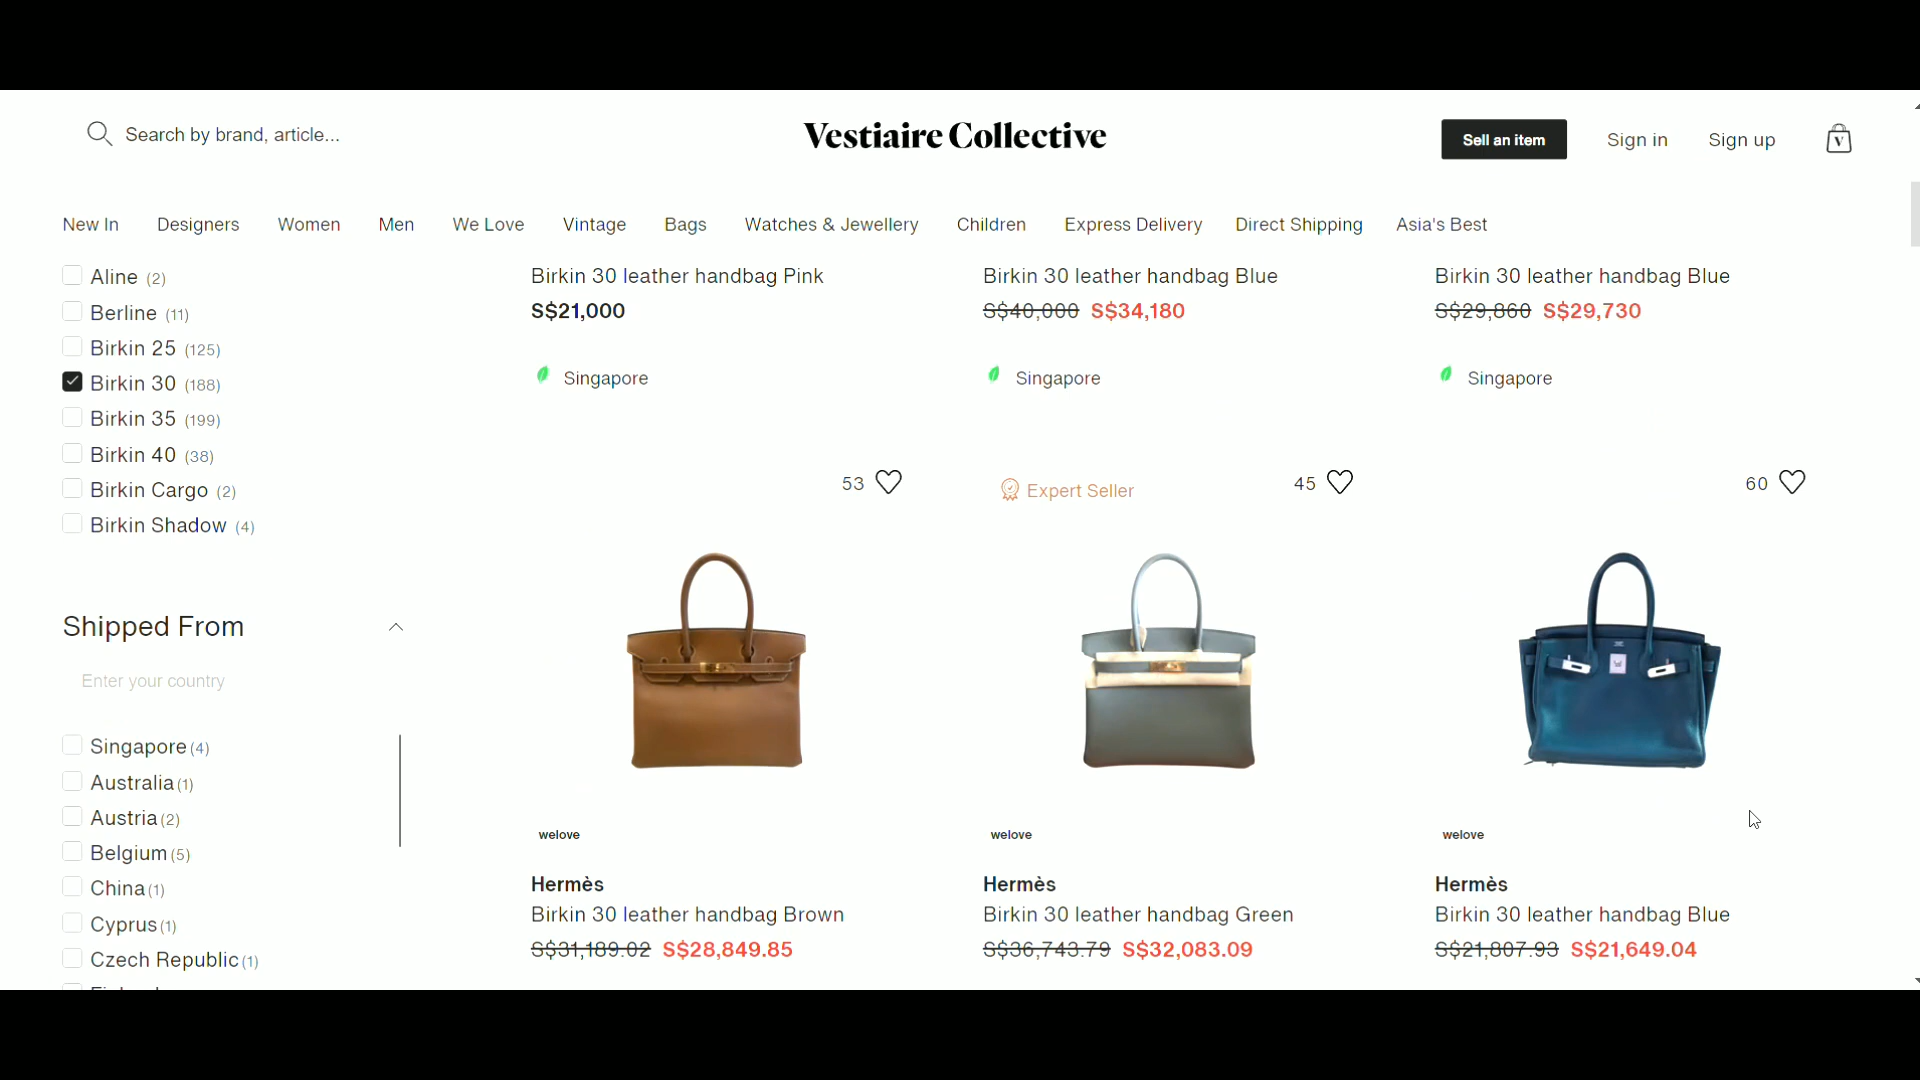 Search by brand, article...
Vestiaire Collective
Sell an item
Sign in
Sign up
V
New In
Designers
Women
Men
We Love
Vintage
Bags
Watches & Jewellery
Children
Express Delivery
Direct Shipping
Asia's Best
Aline (2)
Berline (11)
Birkin 25 (125)
Birkin 30 (188)
Birkin 35 (199)
Birkin 40 (38)
Birkin Cargo (2)
Birkin Shadow (4)
Shipped From
Enter your country
Singapore (4)
Australia (1)
Austria (2)
Belgium (5)
China (1)
Cyprus (1)
Czech Republic (1)
Birkin 30 leather handbag Pink
S$21,000
Singapore
Birkin 30 leather handbag Blue
S$40,000 S$34,180
Singapore
Birkin 30 leather handbag Blue
S$29,860 S$29,730
Singapore
53
welove
Hermès
Birkin 30 leather handbag Brown
S$31,189.02 S$28,849.85
Expert Seller
45
welove
Hermès
Birkin 30 leather handbag Green
S$36,743.79 S$32,083.09
60
welove
Hermès
Birkin 30 leather handbag Blue
S$21,807.93 S$21,649.04